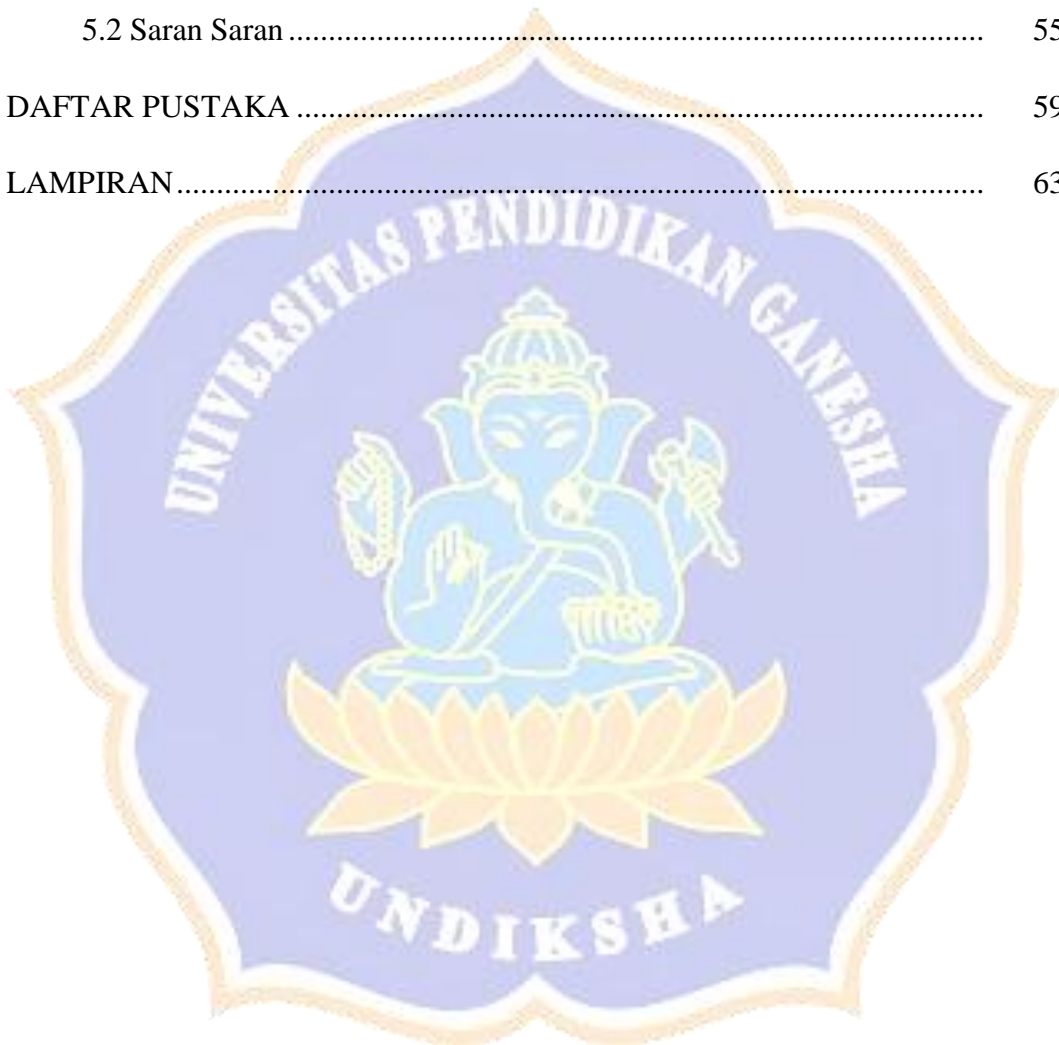 5.2 Saran Saran ........................................................................................ 55
DAFTAR PUSTAKA ...................................................................................... 59
LAMPIRAN..................................................................................................... 63
UNIVERSITAS PENDIDIKAN GANESHA
UNDIKSHA